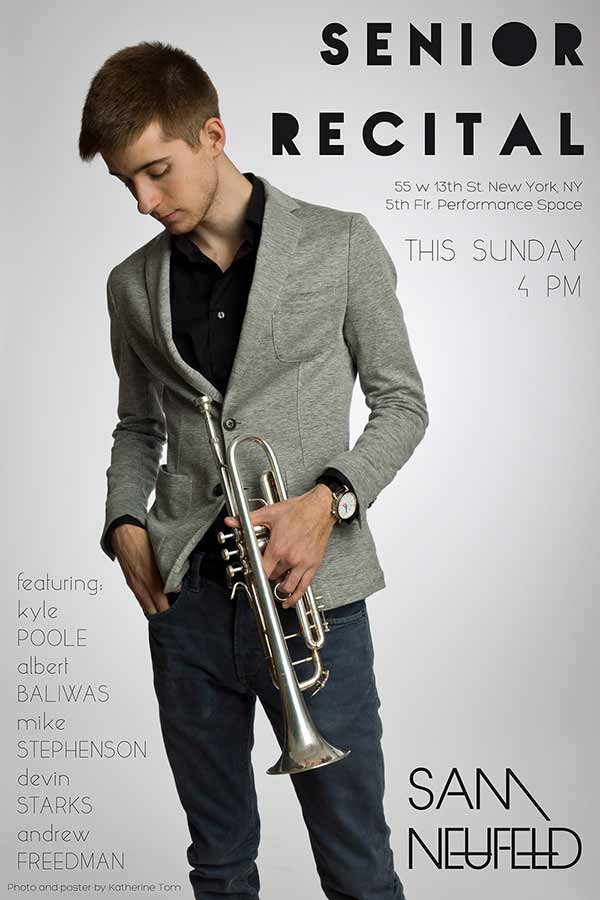 SENIOR
RECITAL
55 w 13th St. New York, NY
5th Flr. Performance Space
THIS SUNDAY
4 PM
featuring:
kyle
POOLE
albert
BALIWAS
mike
STEPHENSON
devin
STARKS
andrew
FREEDMAN
SAM
NEUFELD
Photo and poster by Katherine Tom